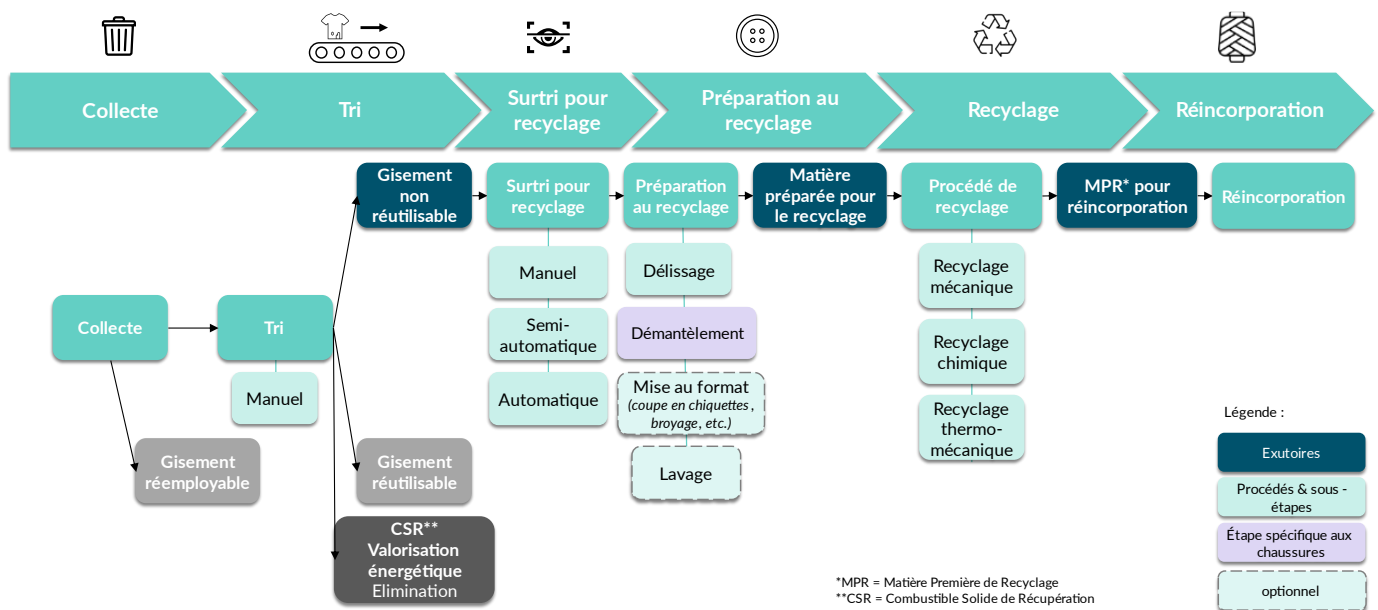 Collecte
Tri
Surtri pour
recyclage
Préparation au
recyclage
Recyclage
Réincorporation
Gisement
non
réutilisable
Surtri pour
recyclage
Préparation
au recyclage
Matière
préparée pour
le recyclage
Procédé de
recyclage
MPR* pour
réincorporation
Réincorporation
Manuel
Semi-
automatique
Automatique
Délissage
Démantèlement
Mise au format
(coupe en chiquettes ,
broyage, etc.)
Lavage
Recyclage
mécanique
Recyclage
chimique
Recyclage
thermo-
mécanique
Collecte
Tri
Manuel
Gisement
réemployable
Gisement
réutilisable
CSR**
Valorisation
énergétique
Elimination
Légende :
Exutoires
Procédés & sous -
étapes
Étape spécifique aux
chaussures
optionnel
*MPR = Matière Première de Recyclage
**CSR = Combustible Solide de Récupération